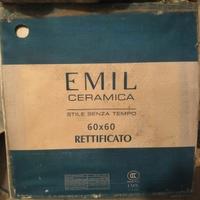 EMIL
CERAMICA
STILE SENZA TEMPO
60x60
RETTIFICATO